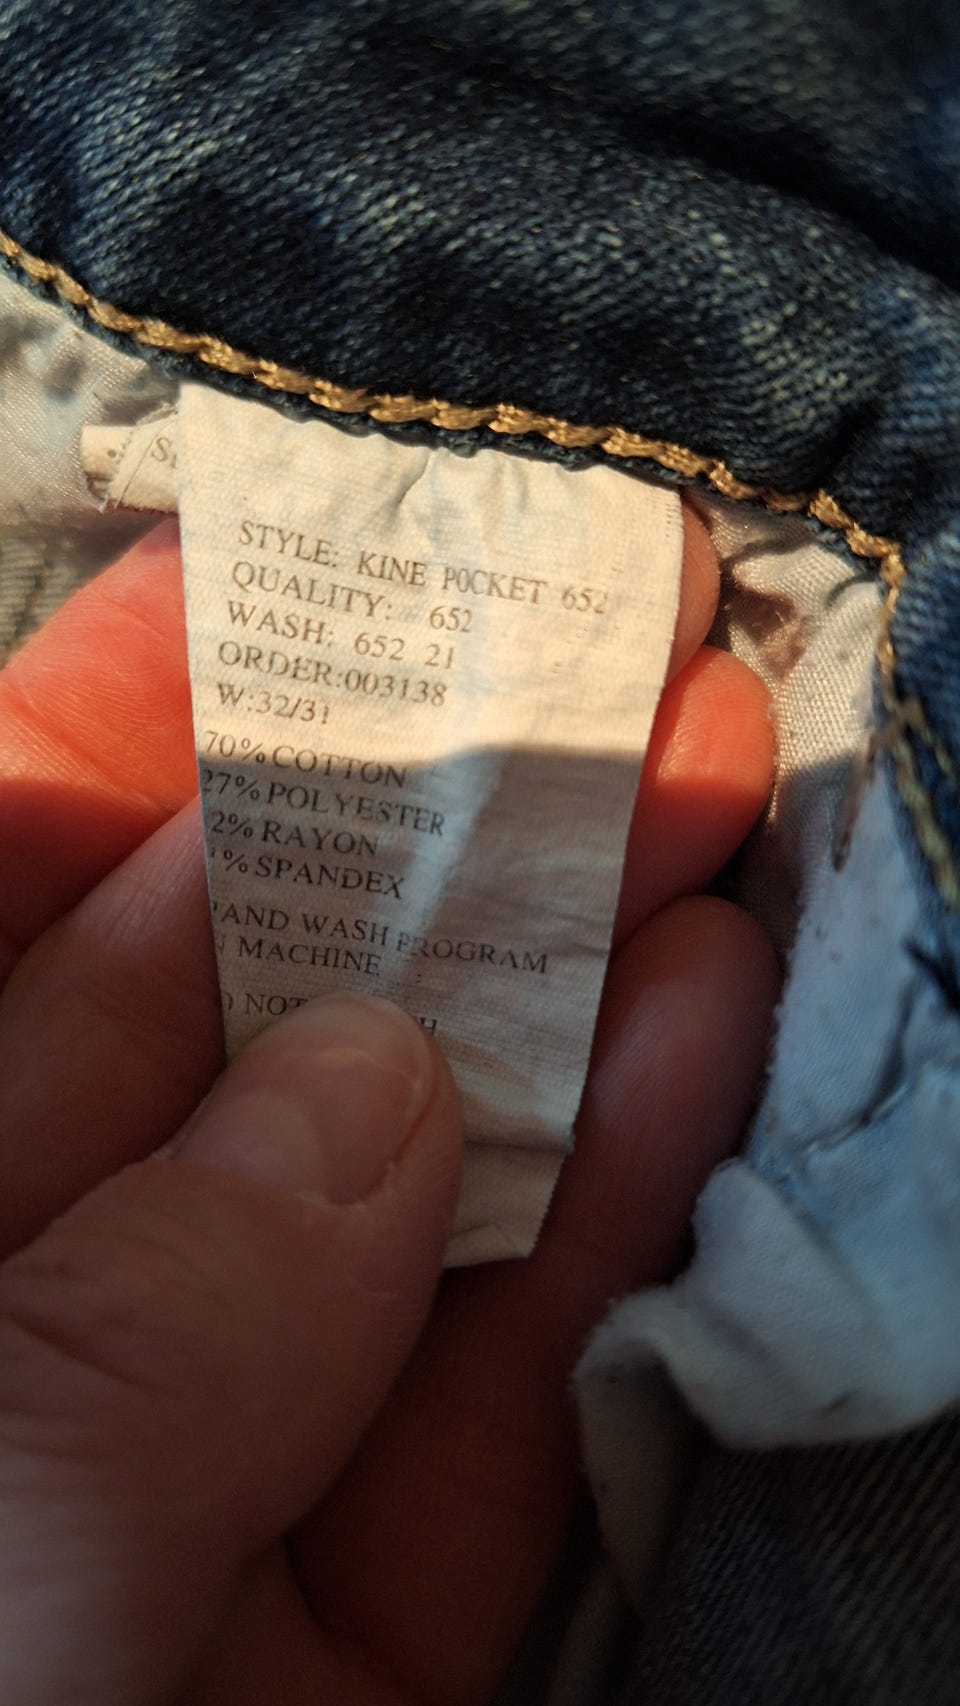 STYLE: KINE POCKET 652
QUALITY: 652
WASH: 652 21
ORDER:003138
W:32/31
70% COTTON
27% POLYESTER
2% RAYON
% SPANDEX
WASH PROGRAM
MACHINE
NOT